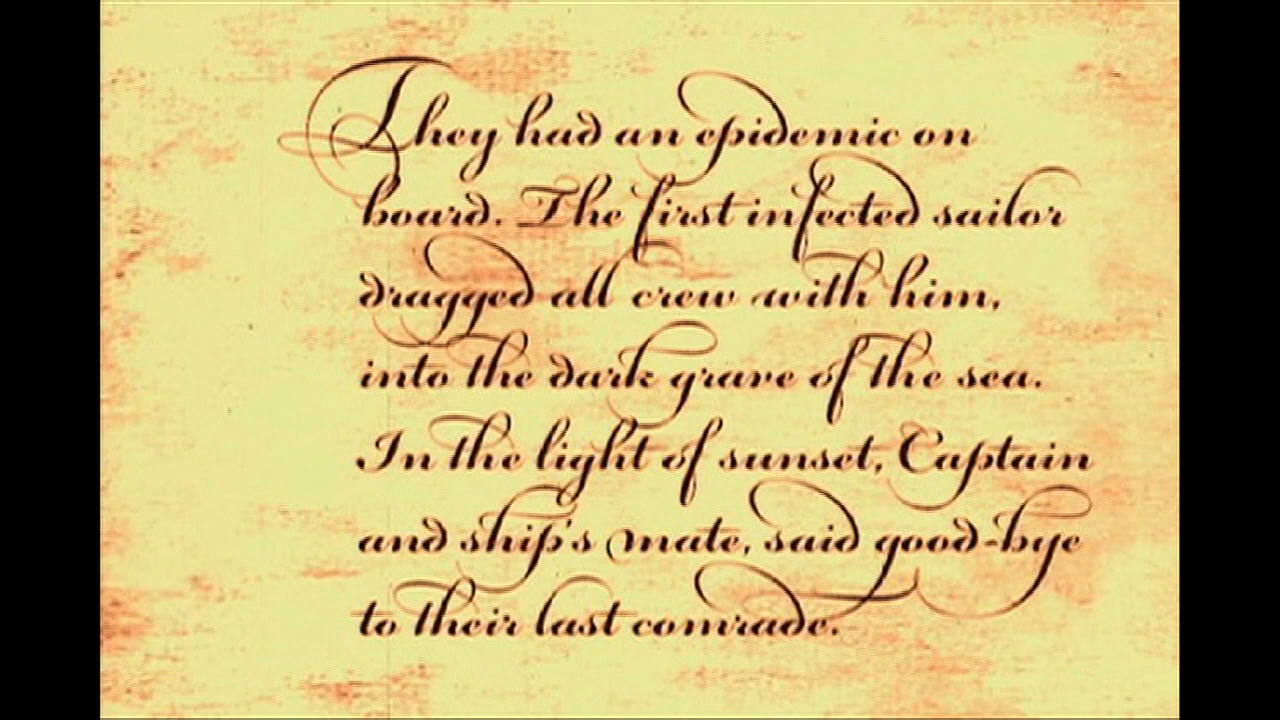 They had an epidemic on
board. The first infected sailor
dragged all crew with him,
into the dark grave of the sea.
In the light of sunset, Captain
and ship's mate, said good-bye
to their last comrade.